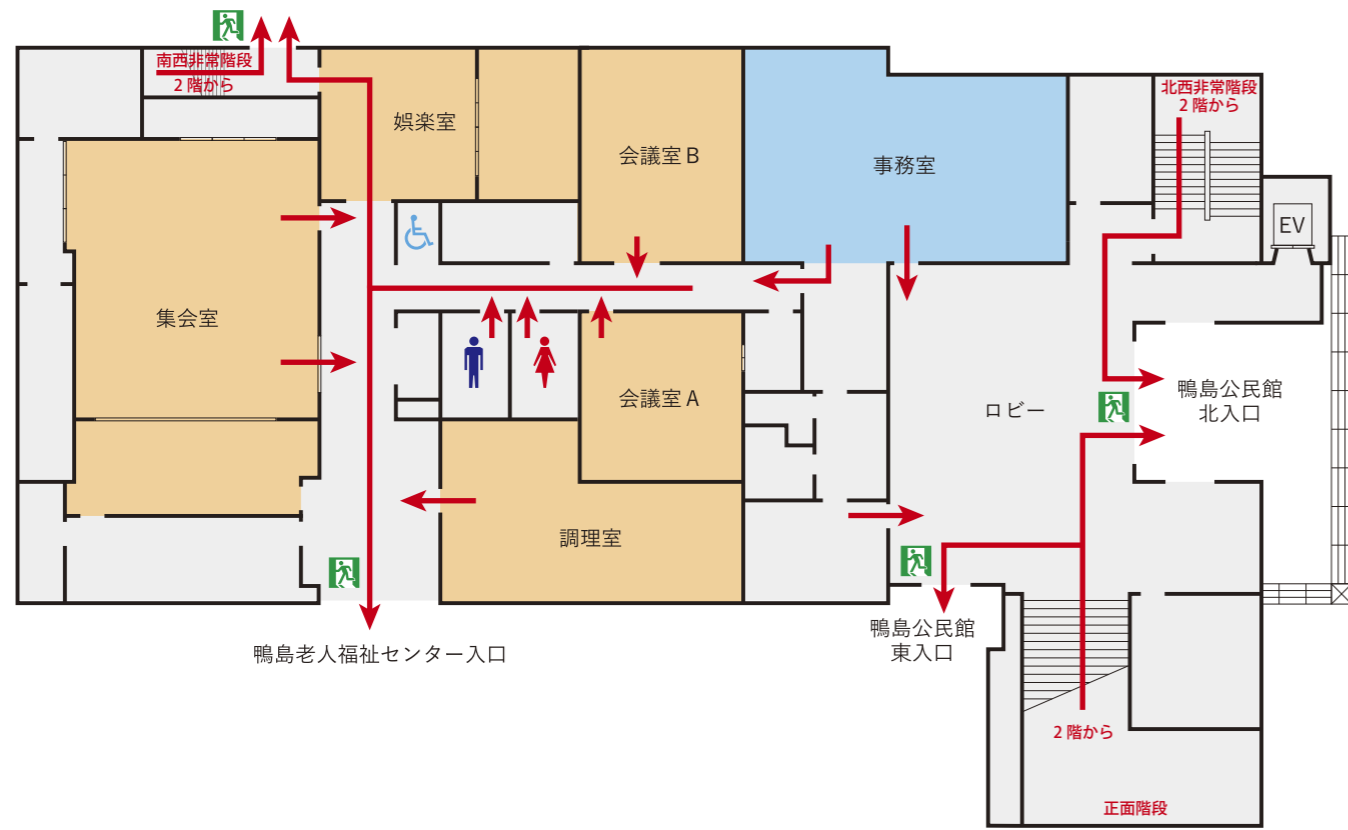 南西非常階段
2階から
娯楽室
会議室B
事務室
北西非常階段
2階から
EV
集会室
会議室A
ロビー
鴨島公民館
北入口
調理室
鴨島老人福祉センター入口
鴨島公民館
東入口
2階から
正面階段